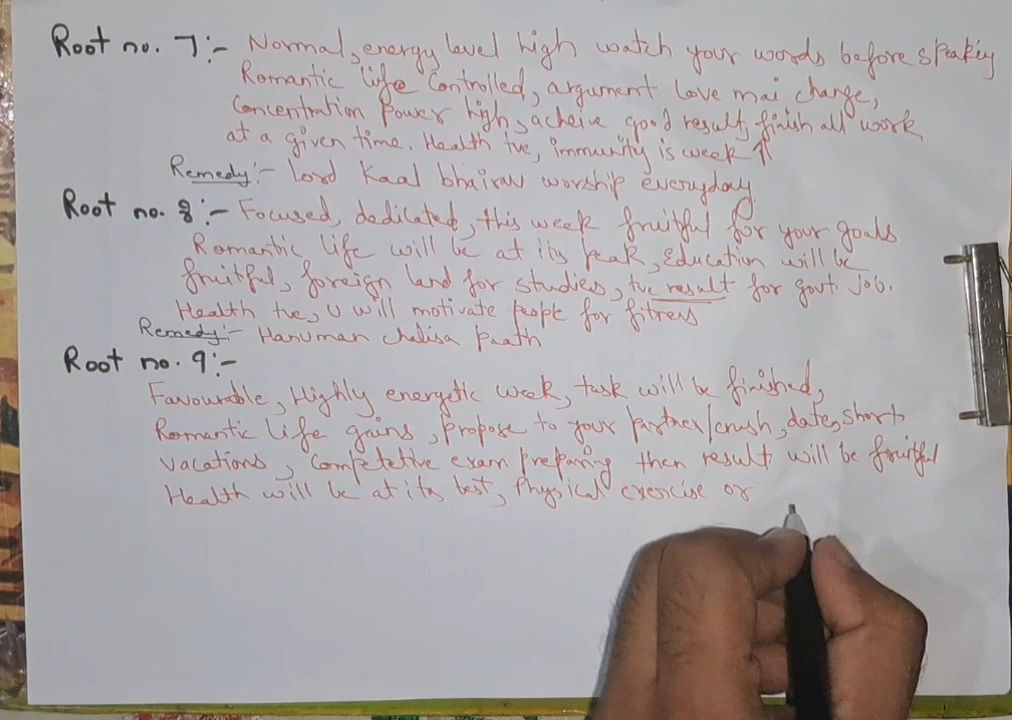 Root no. 7:- Normal, energy level high watch your words before speaking
Romantic life controlled, argument love mai change,
Concentration Power high, acheive good result, finish all work
at a given time. Health +ve, immunity is week ↑
Remedy:- Lord Kaal bhairav worship everyday.
Root no. 8:- Focused, dedicated, this week fruitful for your goals
Romantic life will be at its peak, Education will be
fruitful, foreign land for studies, +ve result for govt. job.
Health +ve, U will motivate people for fitness
Remedy:- Hanuman chalisa Paath
Root no. 9:-
Favourable, Highly energetic week, task will be finished,
Romantic life gains, propose to your partner/crush, date, short
vacations, Competetive exam preparing then result will be fruitful
Health will be at its best, Physical exercise or